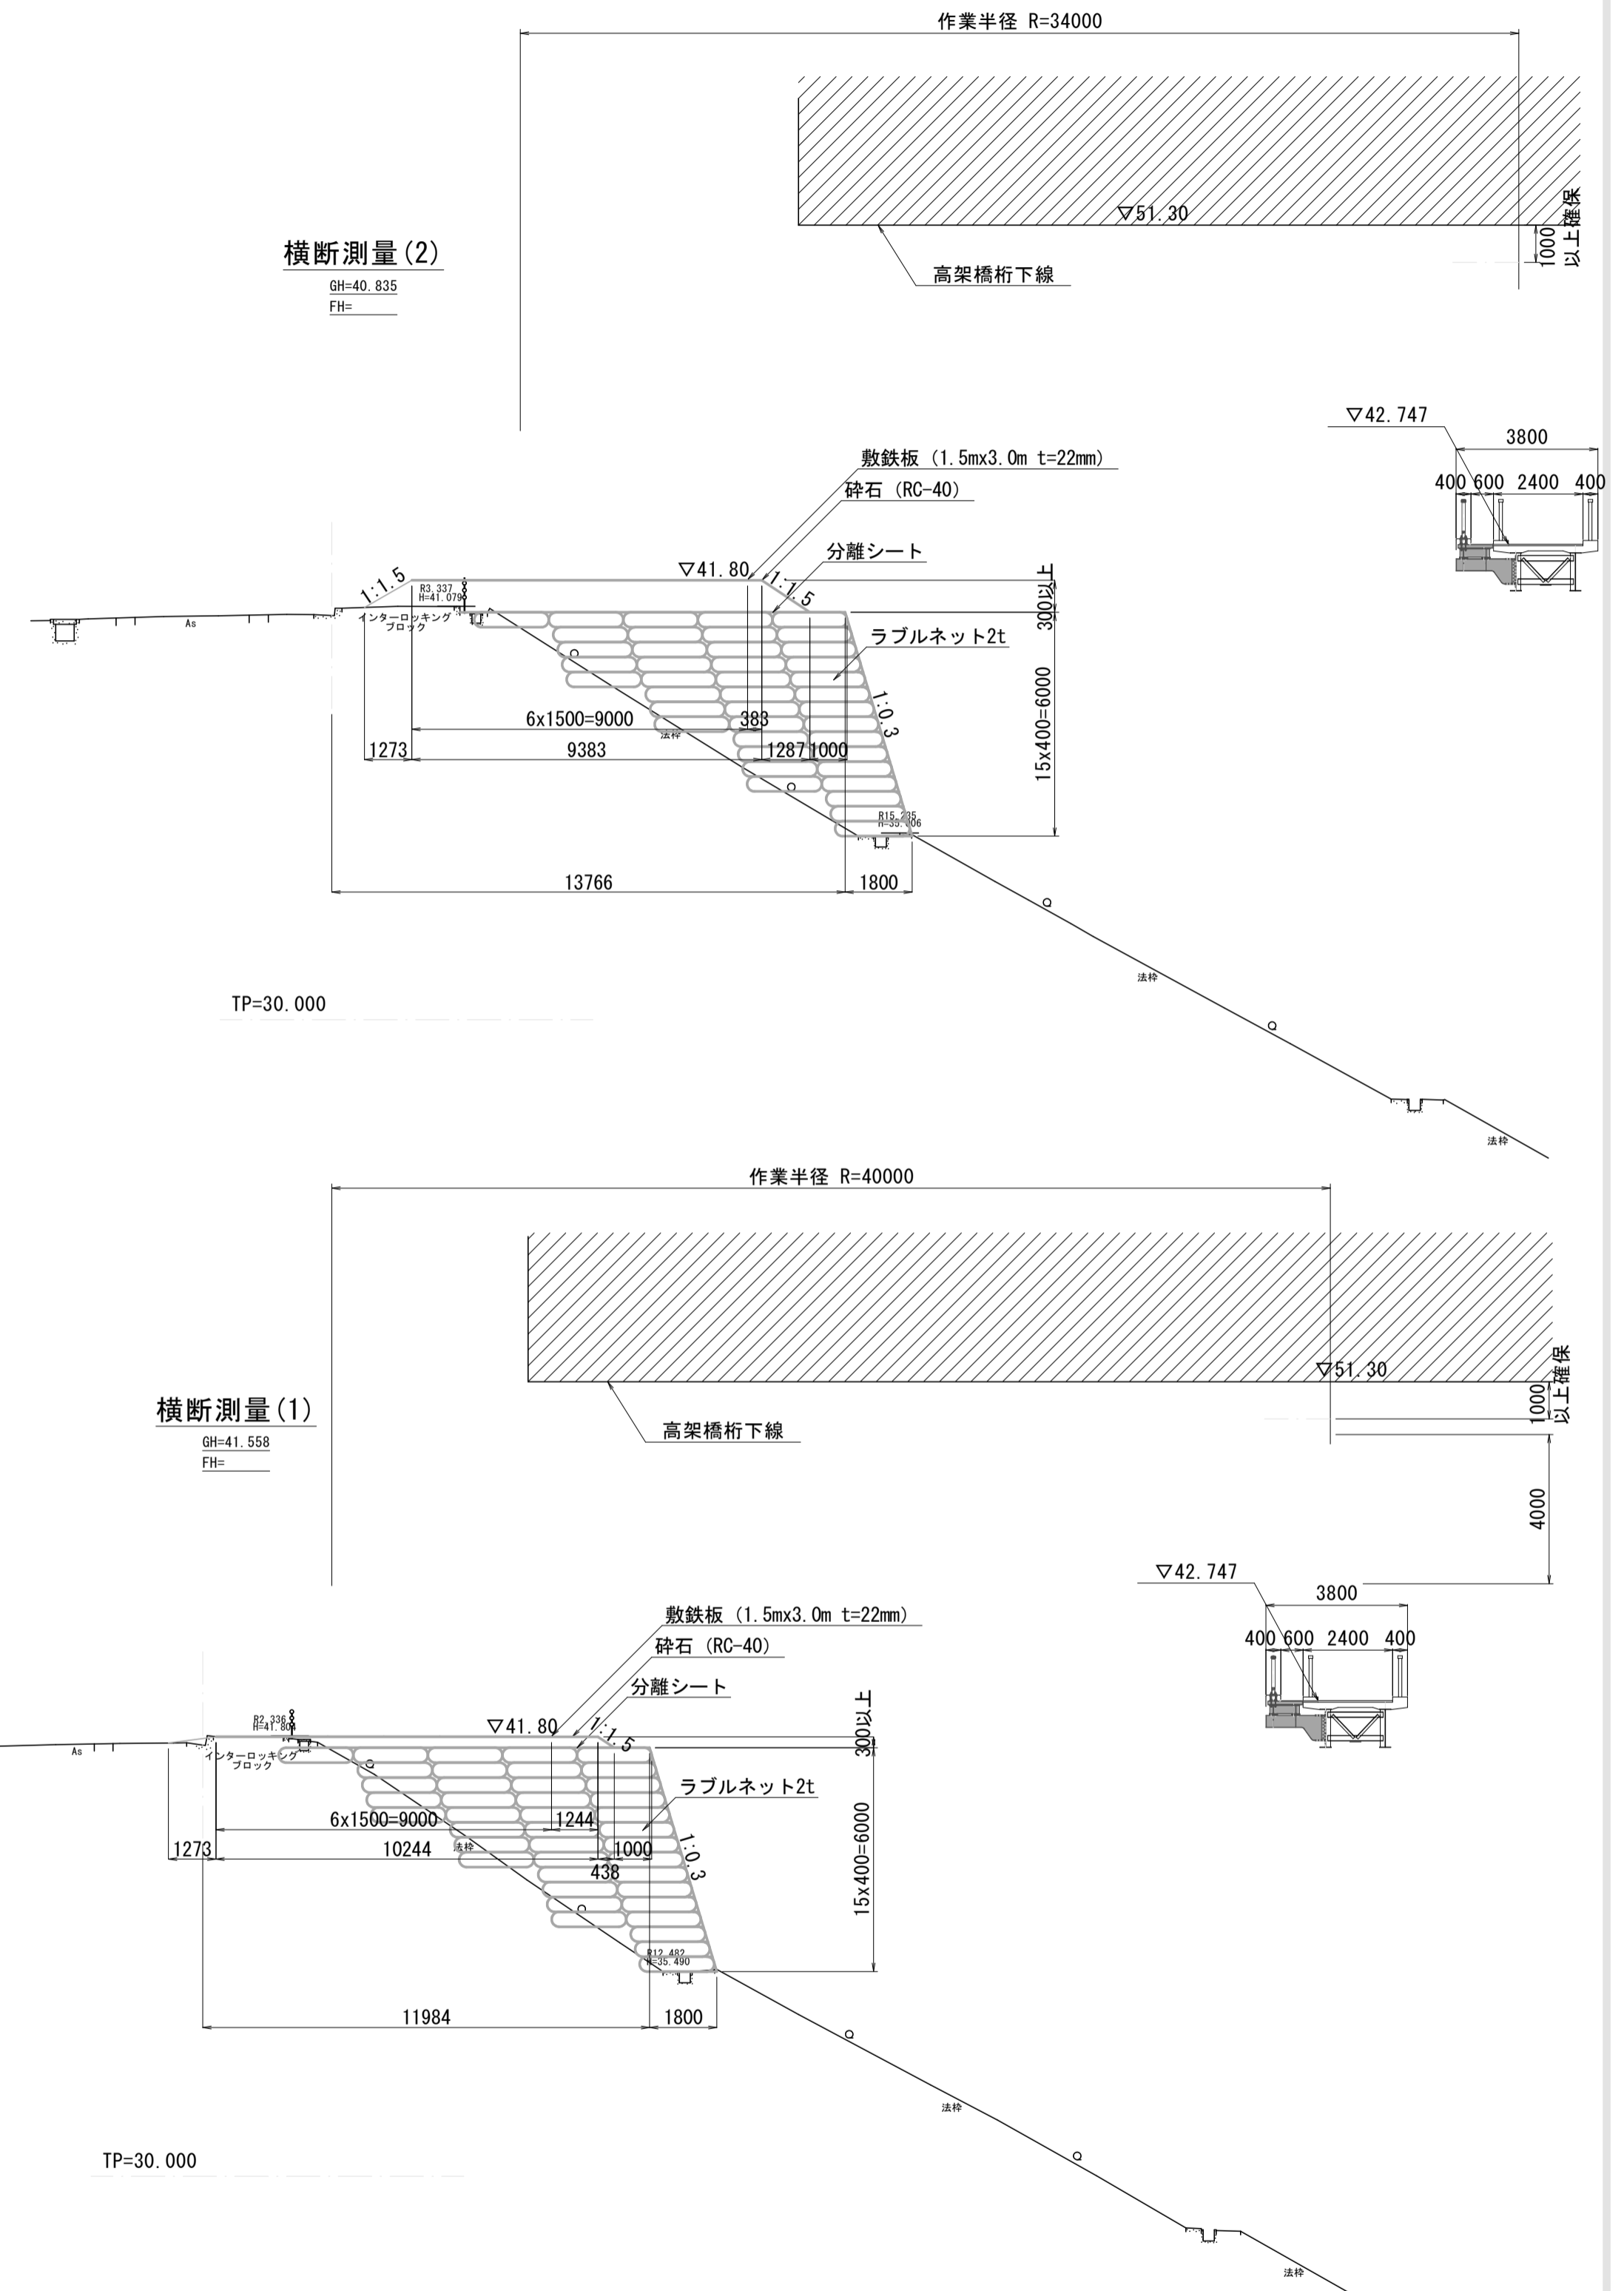 作業半径 R=34000
▽51.30
1000
以上確保
高架橋桁下線
横断測量(2)
GH=40.835
FH=
▽42.747
3800
400 600 2400 400
敷鉄板 (1.5mx3.0m t=22mm)
砕石 (RC-40)
分離シート
▽41.80
1:1.5
1:1.5
300以上
R3.337
H=41.079
インターロッキング
ブロック
As
ラブルネット2t
1:0.3
15x400=6000
6x1500=9000
383
法枠
1273
9383
1287
1000
13766
1800
法枠
TP=30.000
法枠
作業半径 R=40000
▽51.30
1000
以上確保
高架橋桁下線
横断測量(1)
GH=41.558
FH=
4000
▽42.747
3800
400 600 2400 400
敷鉄板 (1.5mx3.0m t=22mm)
砕石 (RC-40)
分離シート
▽41.80
1:1.5
300以上
R2.336
As
インターロッキング
ブロック
ラブルネット2t
1:0.3
15x400=6000
6x1500=9000
1244
法枠
1273
10244
438
1000
R12.482
H=35.490
11984
1800
法枠
TP=30.000
法枠